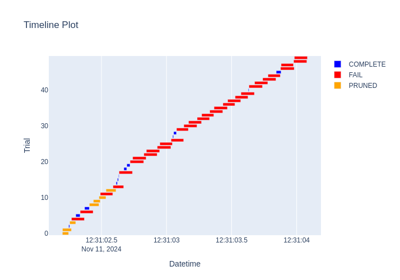 Timeline Plot
COMPLETE
FAIL
PRUNED
40
30
20
10
0
Trial
12:31:02.5
12:31:03
12:31:03.5
12:31:04
Nov 11, 2024
Datetime